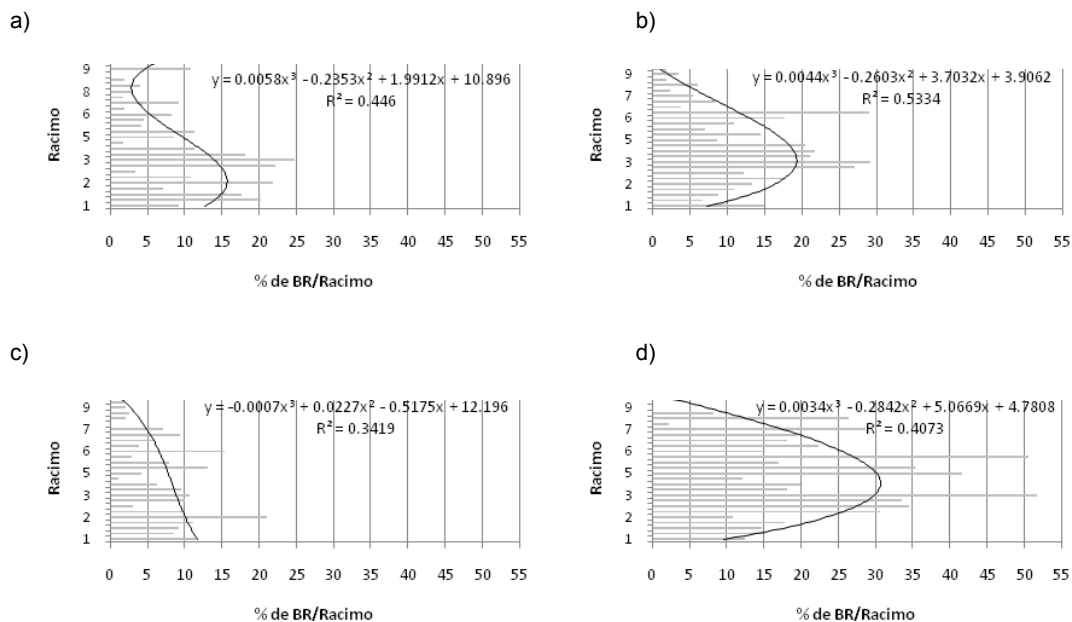 a)
9
8
6
5
3
2
1
Racimo
y = 0.0058x³ – 0.2353x² + 1.9912x + 10.896
R² = 0.446
0 5 10 15 20 25 30 35 40 45 50 55
% de BR/Racimo
b)
9
7
6
5
3
2
1
Racimo
y = 0.0044x³ – 0.2603x² + 3.7032x + 3.9062
R² = 0.5334
0 5 10 15 20 25 30 35 40 45 50 55
% de BR/Racimo
c)
9
7
6
5
3
2
1
Racimo
y = -0.0007x³ + 0.0227x² – 0.5175x + 12.196
R² = 0.3419
0 5 10 15 20 25 30 35 40 45 50 55
% de BR/Racimo
d)
9
7
6
5
3
2
1
Racimo
y = 0.0034x³ – 0.2842x² + 5.0669x + 4.7808
R² = 0.4073
0 5 10 15 20 25 30 35 40 45 50 55
% de BR/Racimo